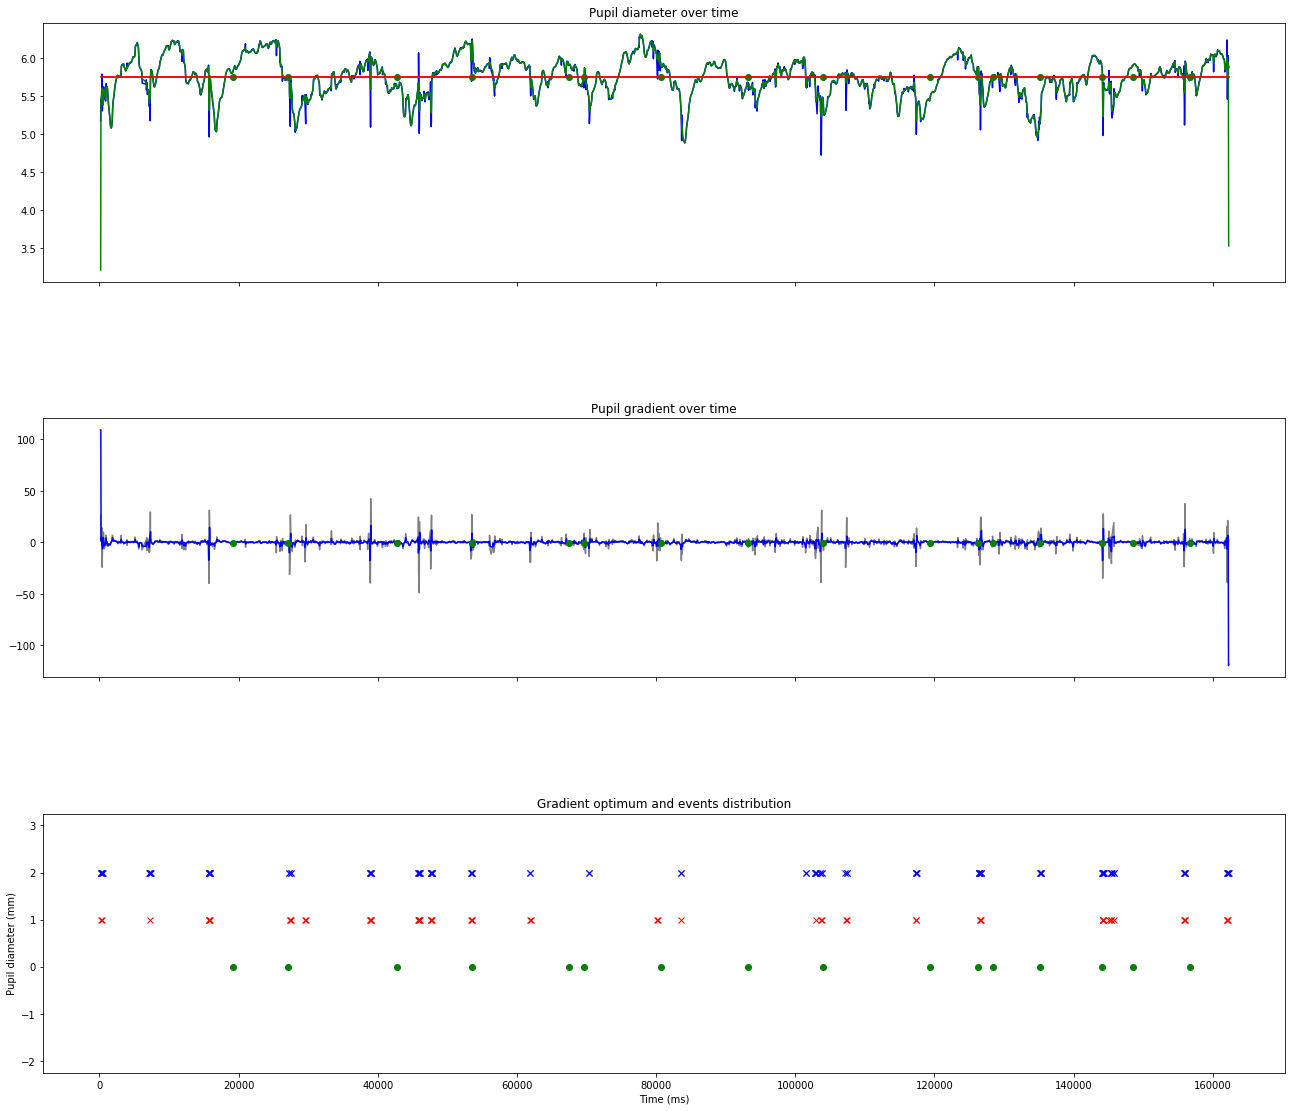 Pupil diameter over time
6.0
5.5
5.0
4.5
4.0
3.5
Pupil gradient over time
100
50
0
−50
−100
Gradient optimum and events distribution
3
2
1
0
−1
−2
Pupil diameter (mm)
0 20000 40000 60000 80000 100000 120000 140000 160000
Time (ms)